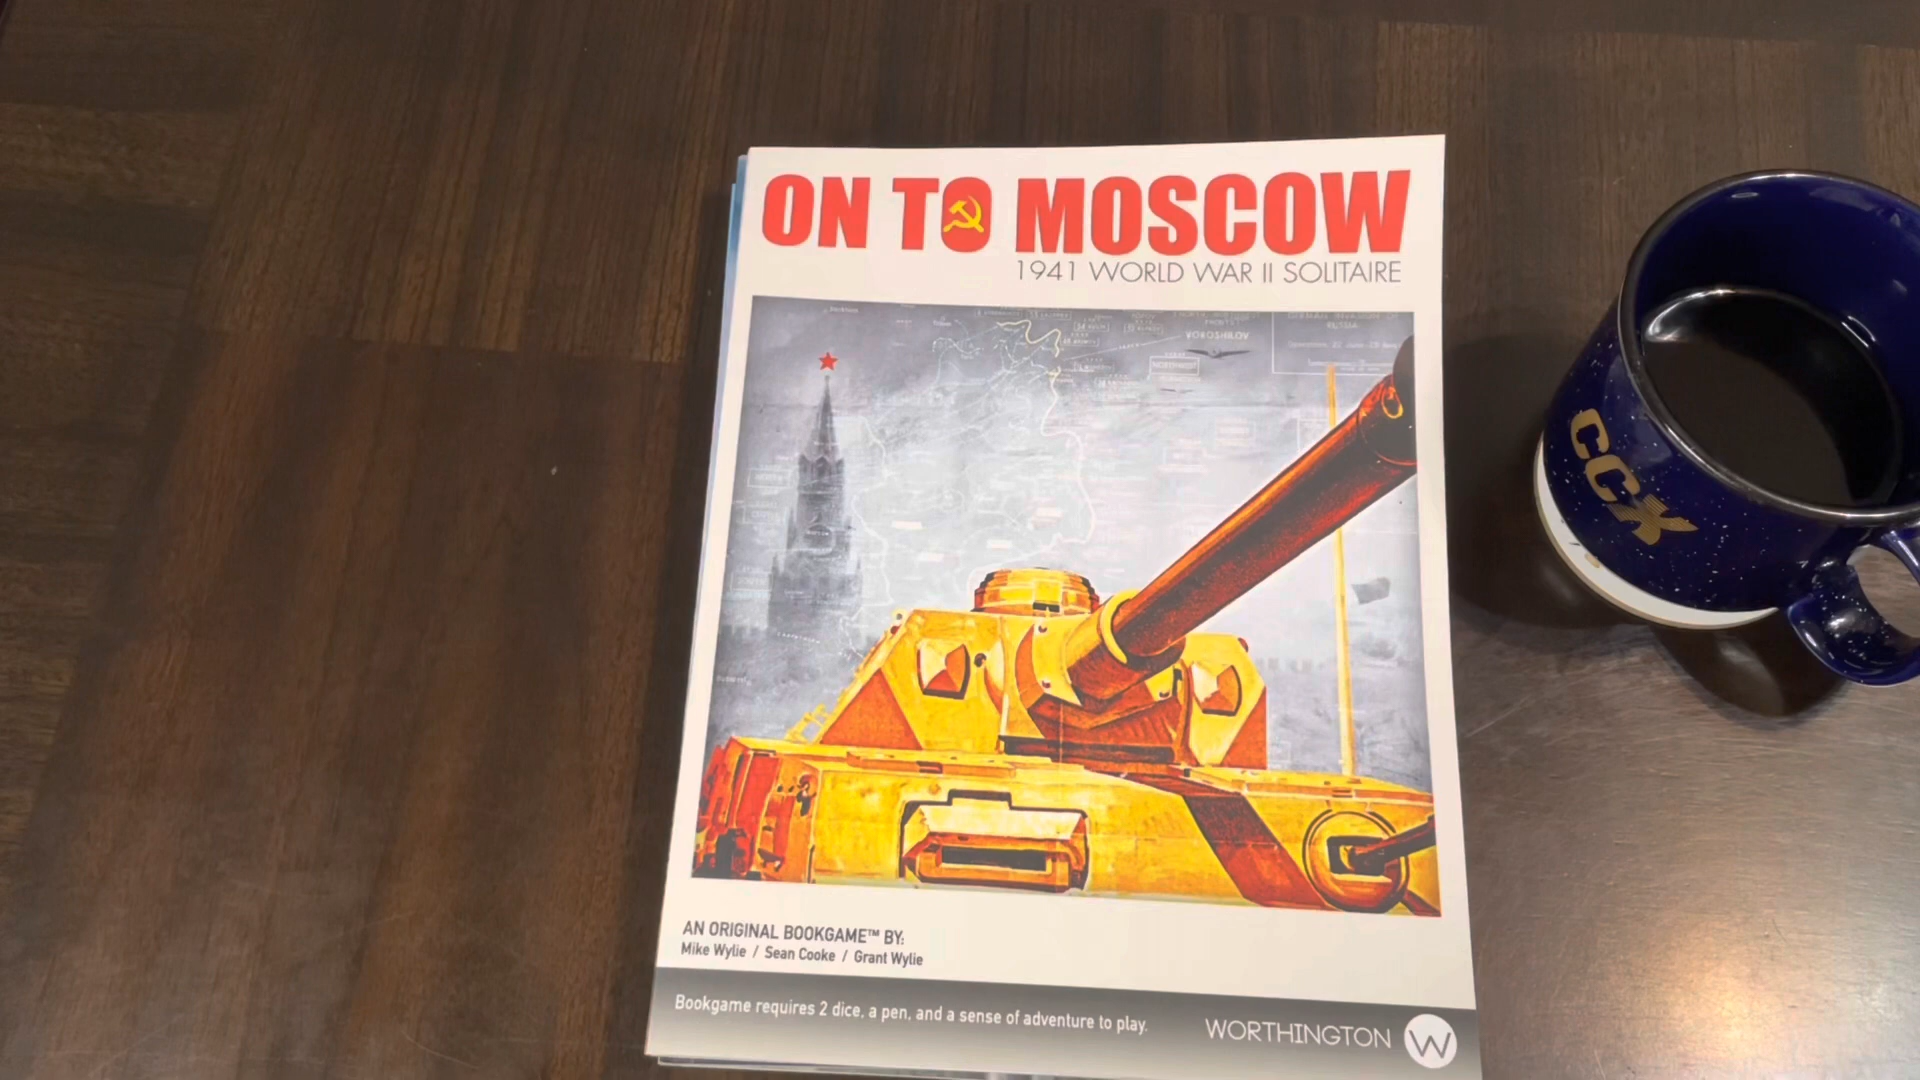 ON TO MOSCOW
1941 WORLD WAR II SOLITAIRE
VOROSHILOV
AN ORIGINAL BOOKGAME™ BY:
Mike Wylie / Sean Cooke / Grant Wylie
Bookgame requires 2 dice, a pen, and a sense of adventure to play.
WORTHINGTON W
CCX